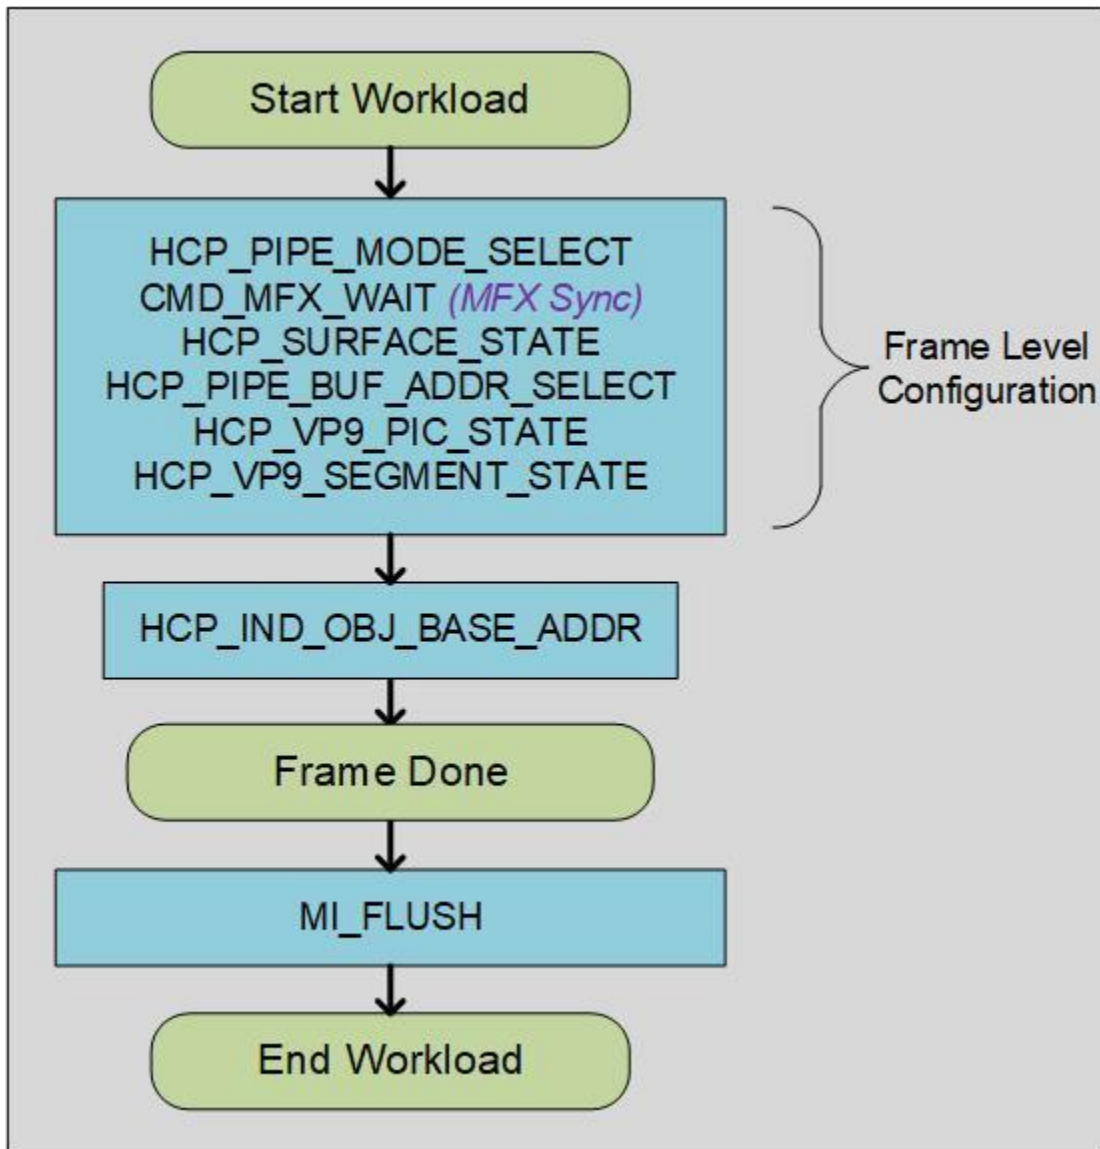 Start Workload
HCP_PIPE_MODE_SELECT
CMD_MFX_WAIT (MFX Sync)
HCP_SURFACE_STATE
HCP_PIPE_BUF_ADDR_SELECT
HCP_VP9_PIC_STATE
HCP_VP9_SEGMENT_STATE
Frame Level
Configuration
HCP_IND_OBJ_BASE_ADDR
Frame Done
MI_FLUSH
End Workload